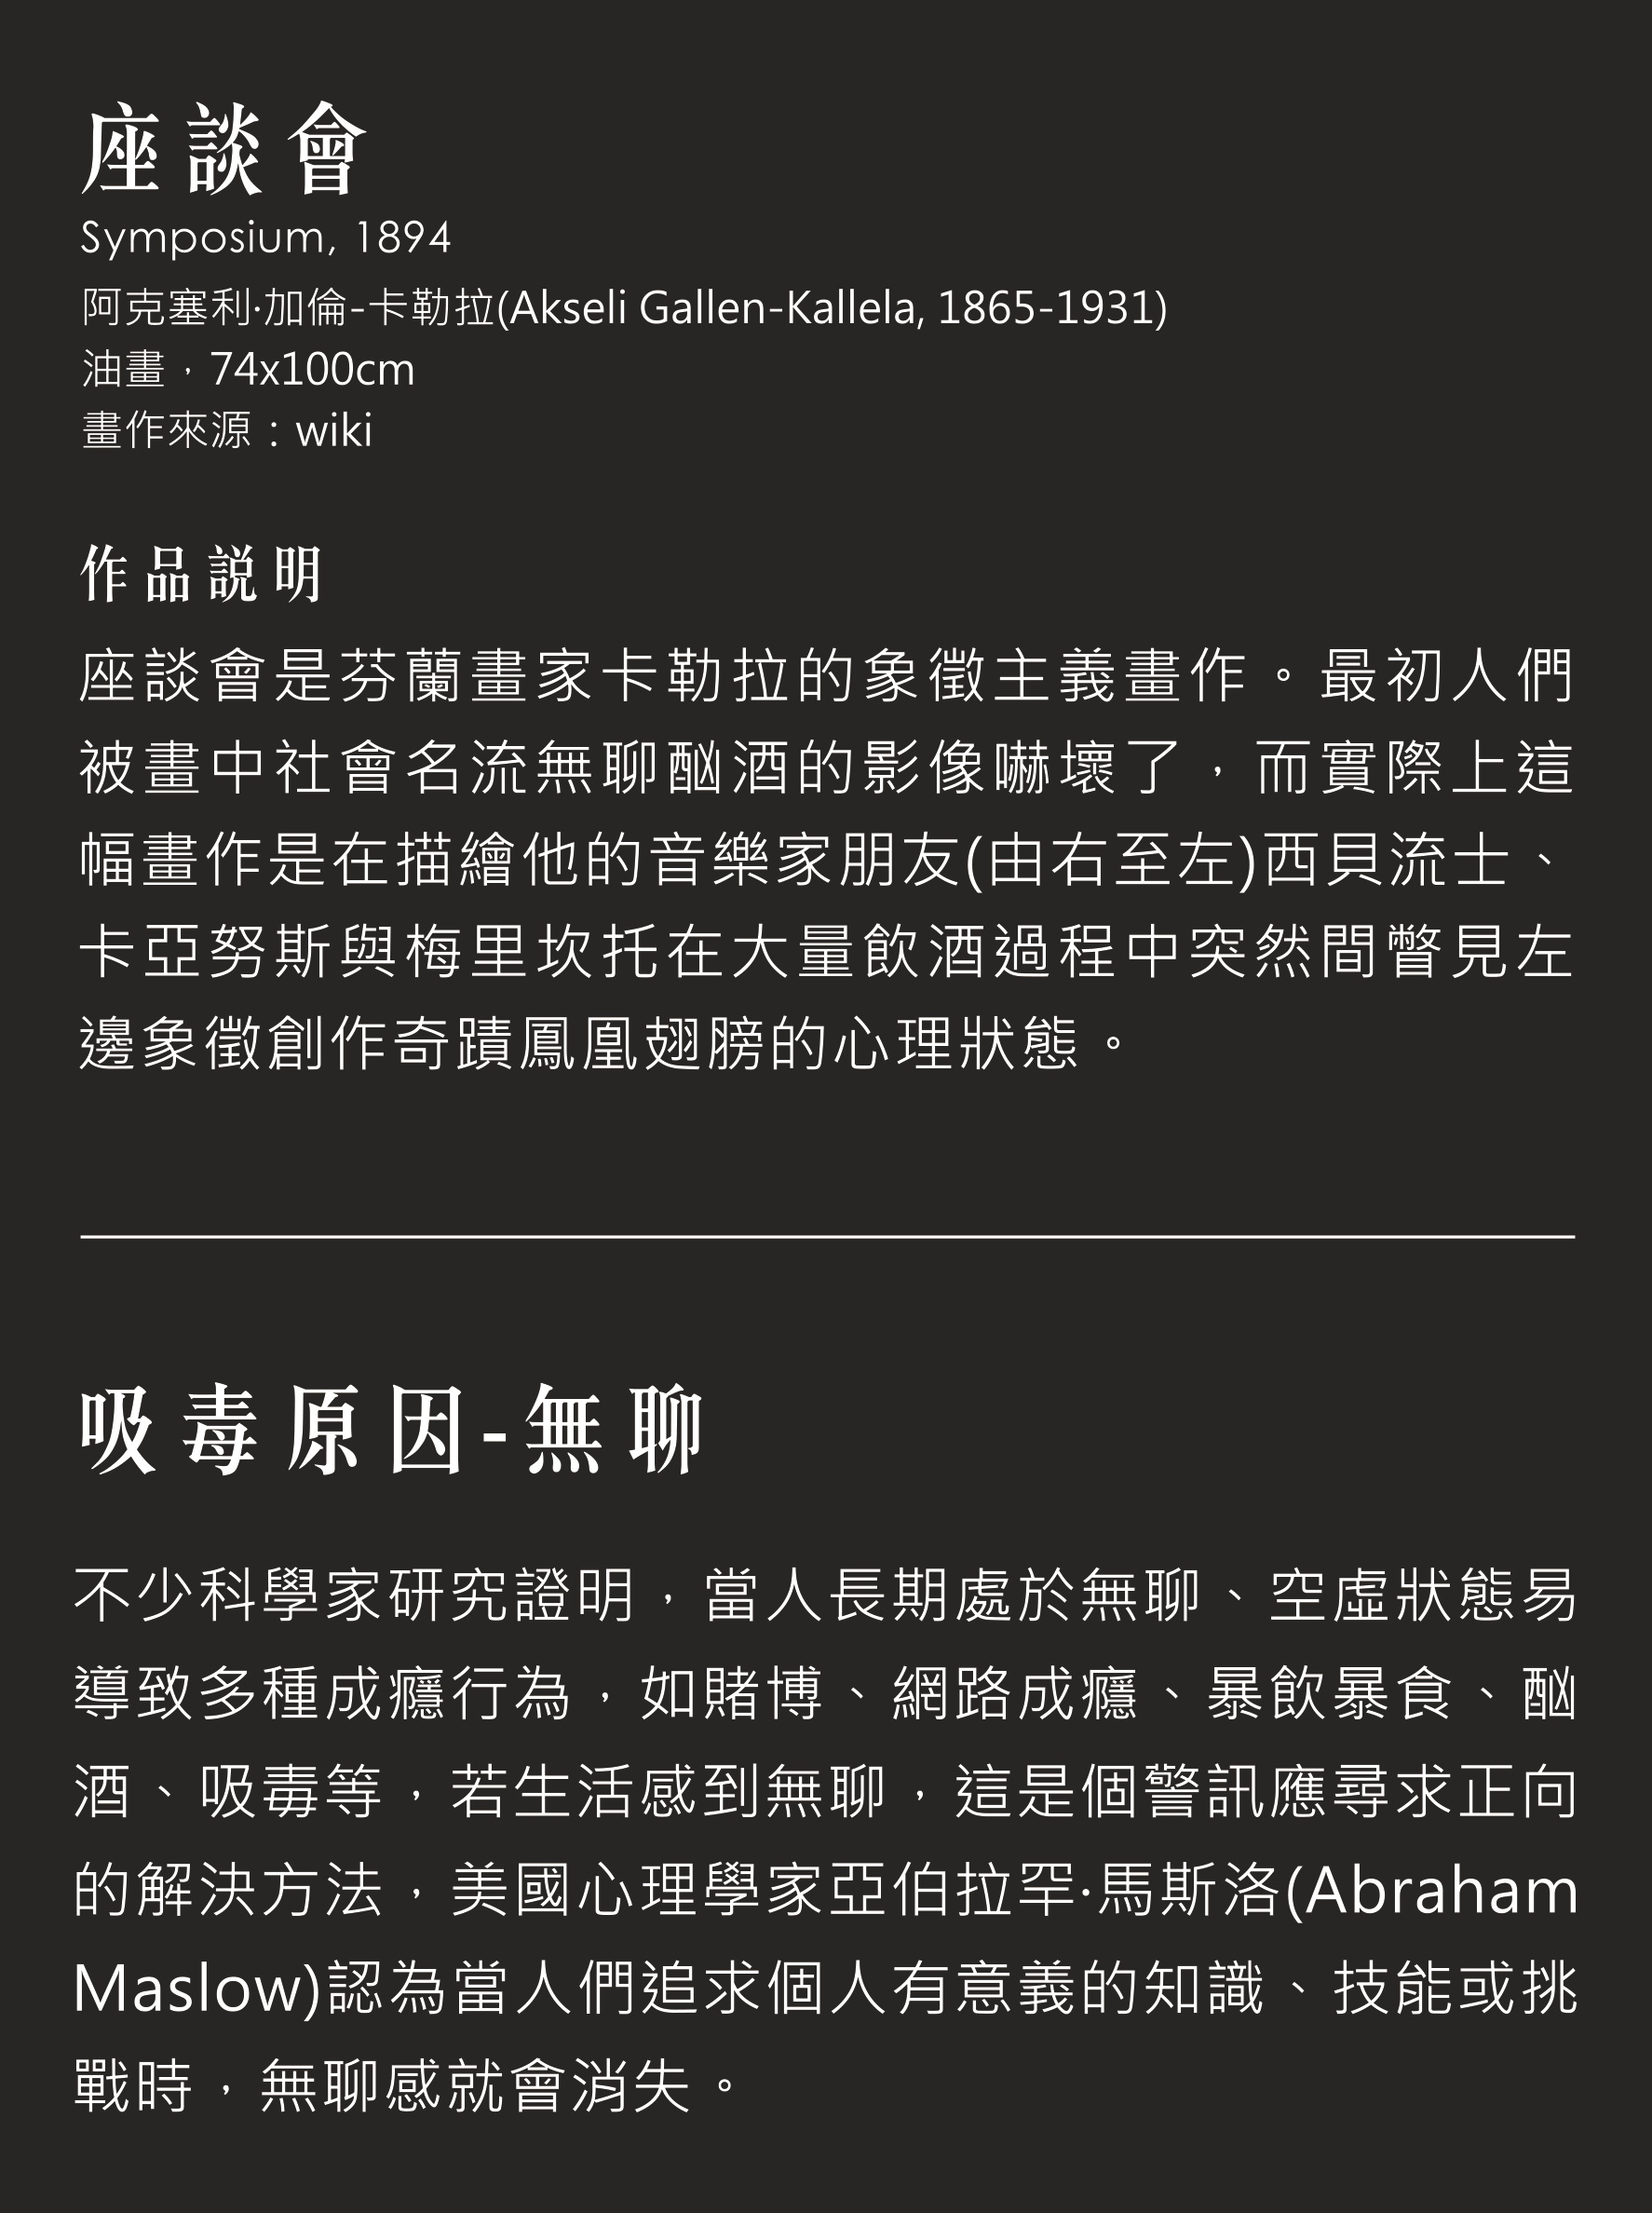 座談會
Symposium, 1894
阿克塞利·加倫-卡勒拉(Akseli Gallen-Kallela, 1865-1931)
油畫，74x100cm
畫作來源：wiki
作品説明
座談會是芬蘭畫家卡勒拉的象徵主義畫作。最初人們
被畫中社會名流無聊酗酒的影像嚇壞了，而實際上這
幅畫作是在描繪他的音樂家朋友(由右至左)西貝流士、
卡亞努斯與梅里坎托在大量飲酒過程中突然間瞥見左
邊象徵創作奇蹟鳳凰翅膀的心理狀態。
吸毒原因-無聊
不少科學家研究證明，當人長期處於無聊、空虛狀態易
導致多種成癮行為，如賭博、網路成癮、暴飲暴食、酗
酒、吸毒等，若生活感到無聊，這是個警訊應尋求正向
的解決方法，美國心理學家亞伯拉罕·馬斯洛(Abraham
Maslow)認為當人們追求個人有意義的知識、技能或挑
戰時，無聊感就會消失。